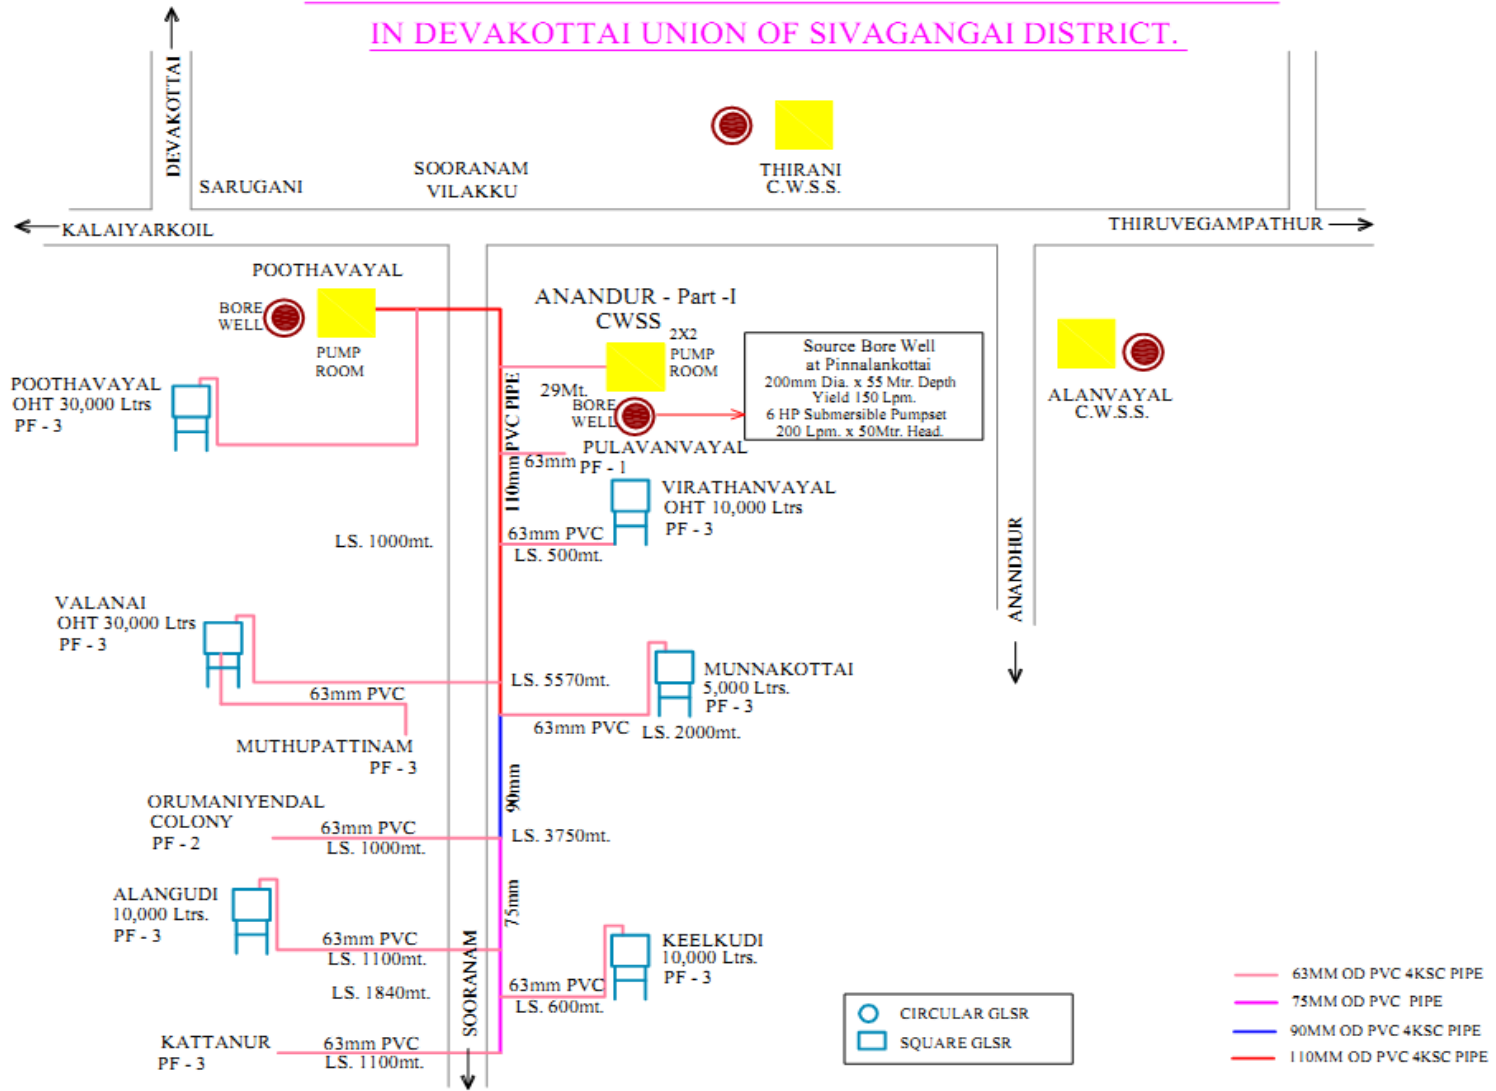 IN DEVAKOTTAI UNION OF SIVAGANGAI DISTRICT.
DEVAKOTTAI
SARUGANI
SOORANAM
VILAKKU
THIRANI
C.W.S.S.
KALAIYARKOIL
THIRUVEGAMPATHUR
POOTHAVAYAL
BORE
WELL
PUMP
ROOM
ANANDUR - Part -I
CWSS
2X2
PUMP
ROOM
29Mt.
BORE
WELL
Source Bore Well
at Pinnalankottai
200mm Dia. x 55 Mtr. Depth
Yield 150 Lpm.
6 HP Submersible Pumpset
200 Lpm. x 50Mtr. Head.
ALANVAYAL
C.W.S.S.
POOTHAVAYAL
OHT 30,000 Ltrs
PF - 3
110mm PVC PIPE
PULAVANVAYAL
63mm PF - 1
VIRATHANVAYAL
OHT 10,000 Ltrs
PF - 3
63mm PVC
LS. 500mt.
LS. 1000mt.
ANANDHUR
VALANAI
OHT 30,000 Ltrs
PF - 3
63mm PVC
MUTHUPATTINAM
PF - 3
LS. 5570mt.
MUNNAKOTTAI
5,000 Ltrs.
PF - 3
63mm PVC
LS. 2000mt.
90mm
ORUMANIYENDAL
COLONY
PF - 2
63mm PVC
LS. 1000mt.
LS. 3750mt.
75mm
ALANGUDI
10,000 Ltrs.
PF - 3
63mm PVC
LS. 1100mt.
LS. 1840mt.
SOORANAM
KEELKUDI
10,000 Ltrs.
PF - 3
63mm PVC
LS. 600mt.
KATTANUR
PF - 3
63mm PVC
LS. 1100mt.
CIRCULAR GLSR
SQUARE GLSR
63MM OD PVC 4KSC PIPE
75MM OD PVC PIPE
90MM OD PVC 4KSC PIPE
110MM OD PVC 4KSC PIPE